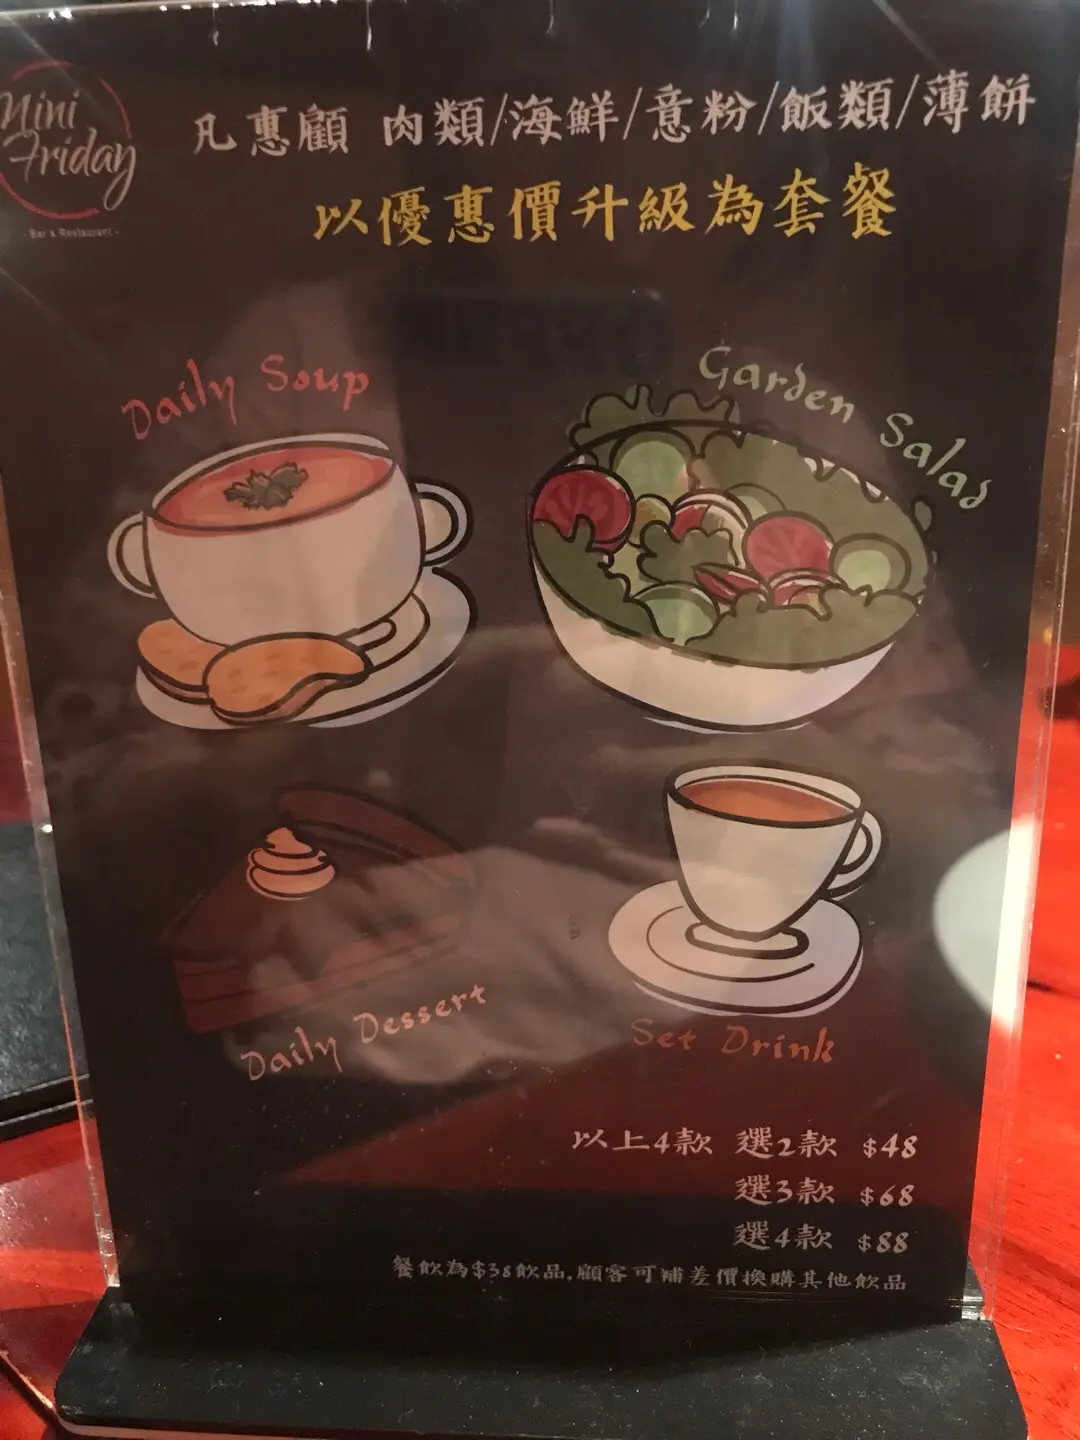 Mini
Friday
- Bar & Restaurant -
凡惠顧 肉類/海鮮/意粉/飯類/薄餅
以優惠價升級為套餐
Daily Soup
Garden Salad
Daily Dessert
Set Drink
以上4款 選2款 $48
選3款 $68
選4款 $88
餐飲為$38飲品.顧客可補差價換購其他飲品